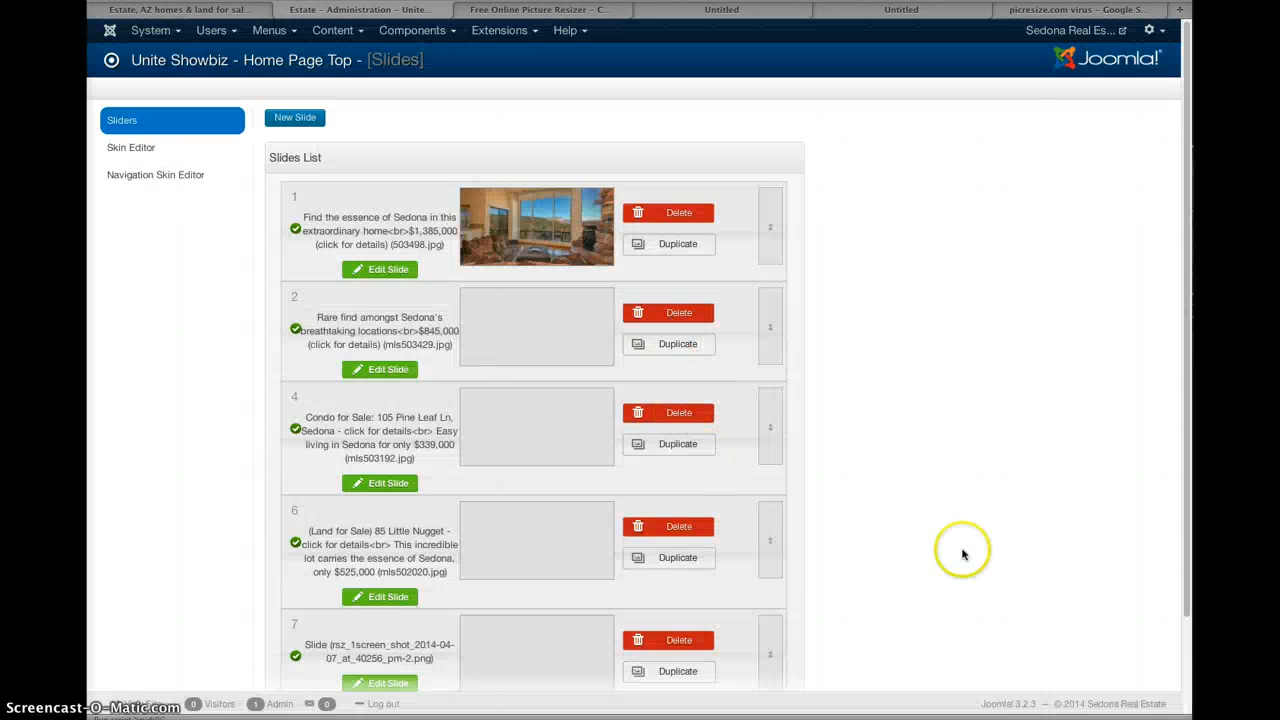 Estate, AZ homes & land for sal...
Estate – Administration – Unite...
Free Online Picture Resizer – C...
Untitled
Untitled
picresize.com virus – Google S...
System
Users
Menus
Content
Components
Extensions
Help
Sedona Real Es...
Unite Showbiz - Home Page Top - [Slides]
Joomla!
Sliders
Skin Editor
Navigation Skin Editor
New Slide
Slides List
1
Find the essence of Sedona in this
extraordinary home<br>$1,385,000
(click for details) (503498.jpg)
Edit Slide
Delete
Duplicate
2
Rare find amongst Sedona's
breathtaking locations<br>$845,000
(click for details) (mls503429.jpg)
Edit Slide
Delete
Duplicate
4
Condo for Sale: 105 Pine Leaf Ln,
Sedona - click for details<br> Easy
living in Sedona for only $339,000
(mls503192.jpg)
Edit Slide
Delete
Duplicate
6
(Land for Sale) 85 Little Nugget -
click for details<br> This incredible
lot carries the essence of Sedona,
only $525,000 (mls502020.jpg)
Edit Slide
Delete
Duplicate
7
Slide (rsz_1screen_shot_2014-04-
07_at_40256_pm-2.png)
Edit Slide
Delete
Duplicate
0 Visitors
1 Admin
0
Log out
Joomla! 3.2.3 — © 2014 Sedona Real Estate
Screencast-O-Matic.com